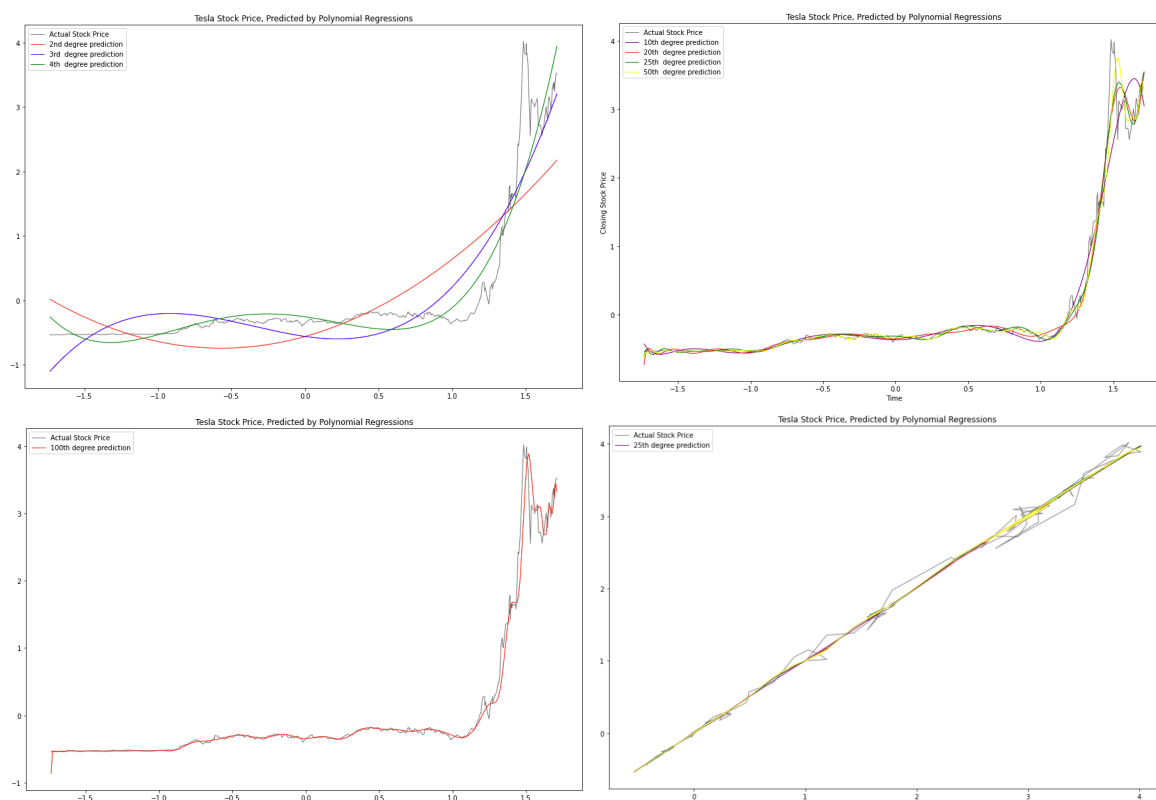 Tesla Stock Price, Predicted by Polynomial Regressions
Actual Stock Price
2nd degree prediction
3rd  degree prediction
4th  degree prediction
4
3
2
1
0
−1
−1.5
−1.0
−0.5
0.0
0.5
1.0
1.5
Tesla Stock Price, Predicted by Polynomial Regressions
Actual Stock Price
10th degree prediction
20th degree prediction
25th  degree prediction
50th  degree prediction
Closing Stock Price
4
3
2
1
0
−1.5
−1.0
−0.5
0.0
0.5
1.0
1.5
Time
Tesla Stock Price, Predicted by Polynomial Regressions
Actual Stock Price
100th degree prediction
4
3
2
1
0
−1
−1.5
−1.0
−0.5
0.0
0.5
1.0
1.5
Tesla Stock Price, Predicted by Polynomial Regressions
Actual Stock Price
25th degree prediction
4
3
2
1
0
0
1
2
3
4